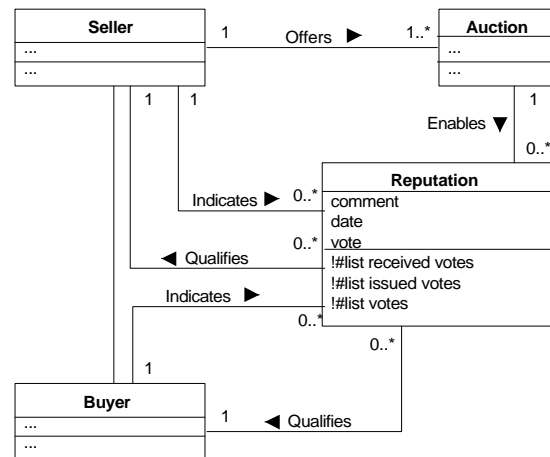 Seller
...
...
1
Offers ►
1..*
Auction
...
...
1
1
1
Enables ▼
0..*
Reputation
comment
date
vote
!#list received votes
!#list issued votes
!#list votes
Indicates ►
0..*
0..*
◄ Qualifies
Indicates ►
0..*
0..*
1
Buyer
...
...
1
◄ Qualifies